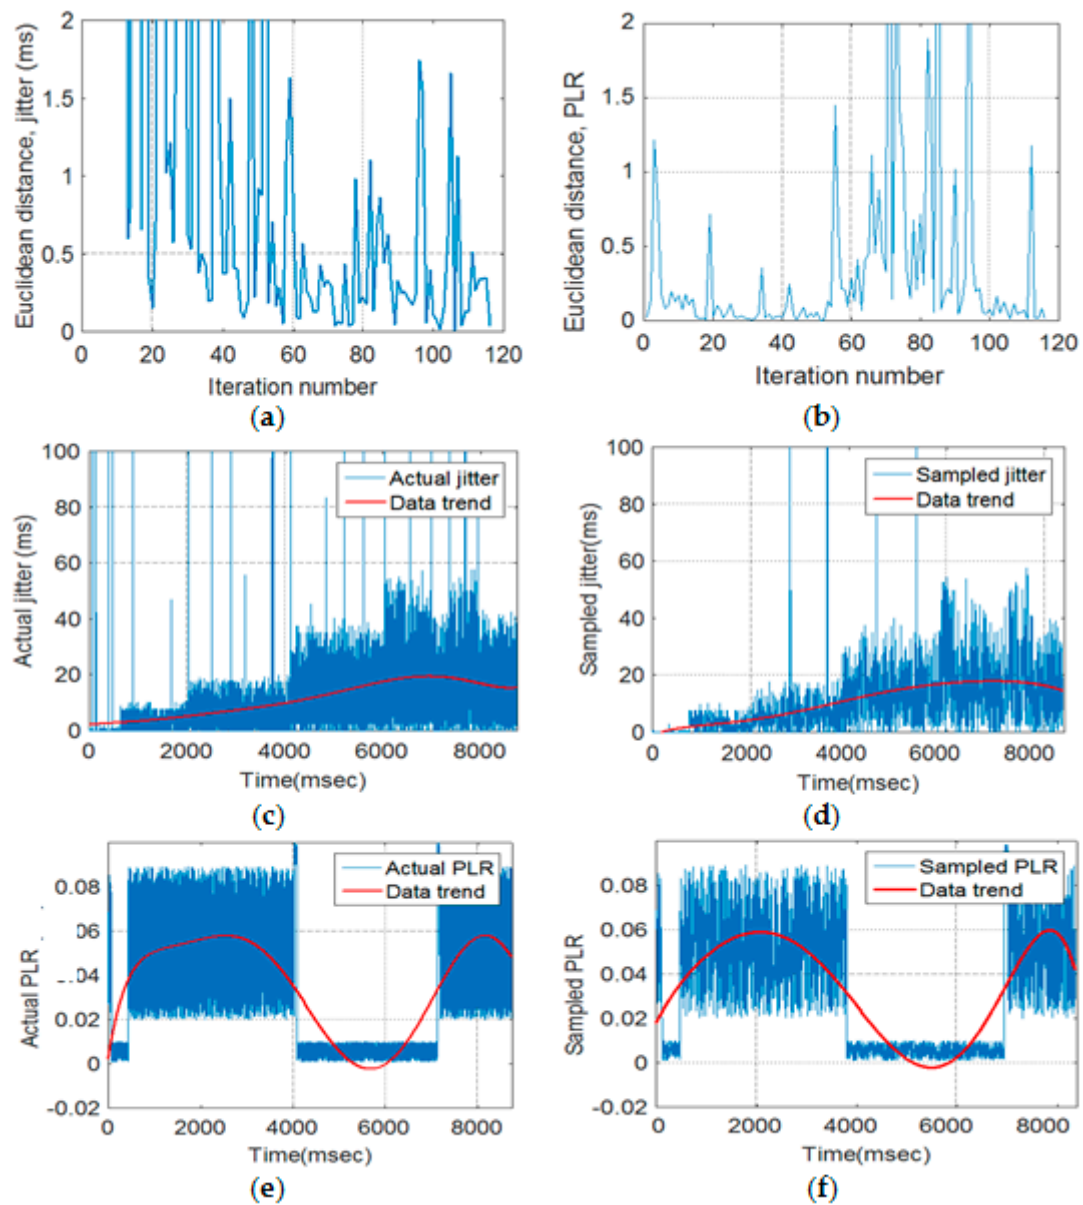 2
1.5
1
0.5
0
Euclidean distance, jitter (ms)
0 20 40 60 80 100 120
Iteration number
(a)
2
1.5
1
0.5
0
Euclidean distance, PLR
0 20 40 60 80 100 120
Iteration number
(b)
100
80
60
40
20
0
Actual jitter (ms)
Actual jitter
Data trend
0 2000 4000 6000 8000
Time(msec)
(c)
100
80
60
40
20
0
Sampled jitter(ms)
Sampled jitter
Data trend
0 2000 4000 6000 8000
Time(msec)
(d)
0.08
.06
.04
0.02
0
-0.02
Actual PLR
Actual PLR
Data trend
0 2000 4000 6000 8000
Time(msec)
(e)
0.08
0.06
0.04
0.02
0
-0.02
Sampled PLR
Sampled PLR
Data trend
0 2000 4000 6000 8000
Time(msec)
(f)